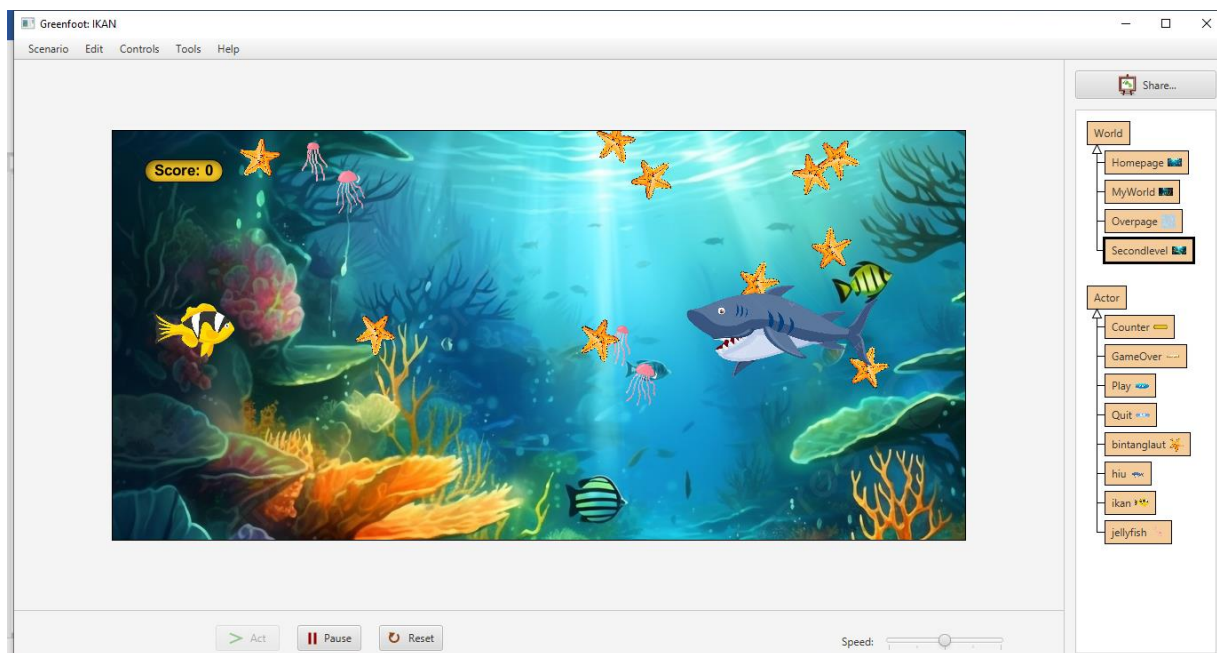 Greenfoot: IKAN
Scenario Edit Controls Tools Help
Share...
World
Homepage
MyWorld
Overpage
Secondlevel
Actor
Counter
GameOver
Play
Quit
bintanglaut
hiu
ikan
jellyfish
Score: 0
Act Pause Reset
Speed: